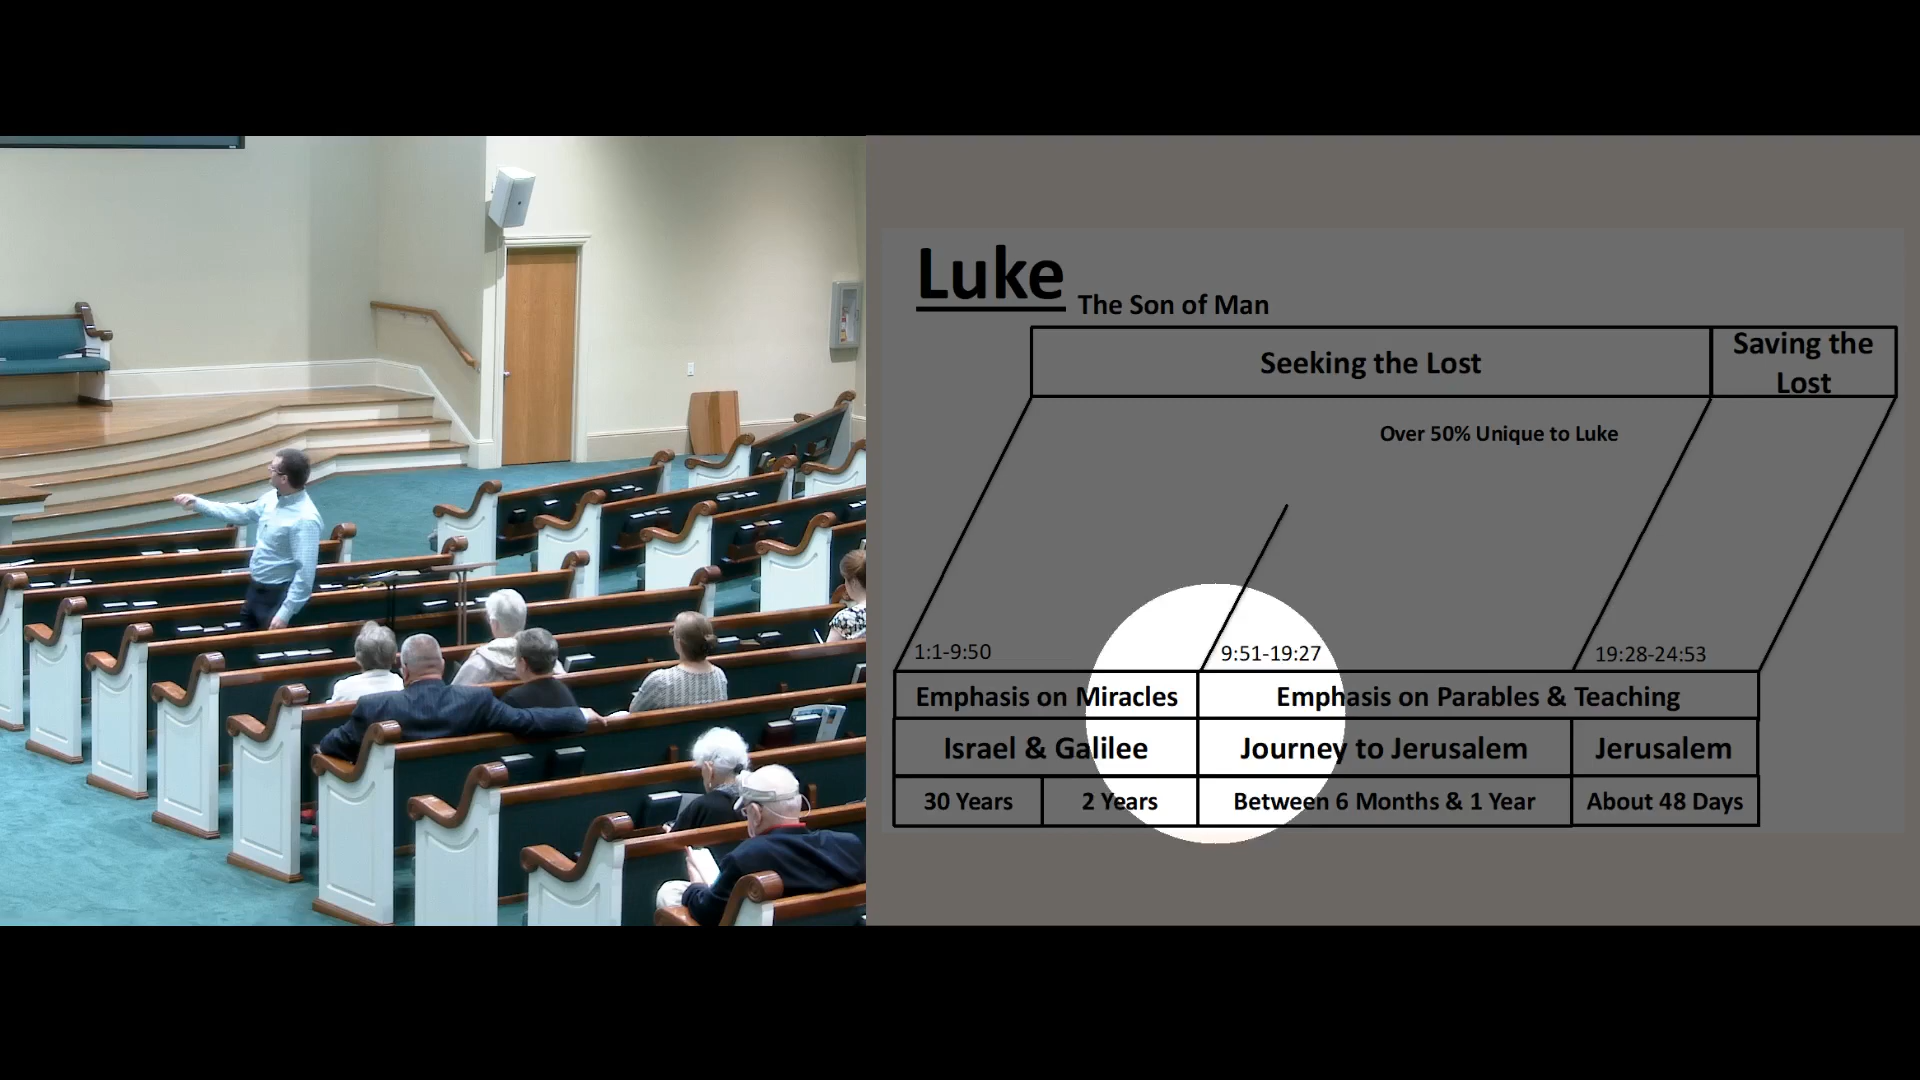 Luke
The Son of Man
Seeking the Lost
Saving the
Lost
Over 50% Unique to Luke
1:1-9:50
9:51-19:27
19:28-24:53
Emphasis on Miracles
Emphasis on Parables & Teaching
Israel & Galilee
Journey to Jerusalem
Jerusalem
30 Years
2 Years
Between 6 Months & 1 Year
About 48 Days